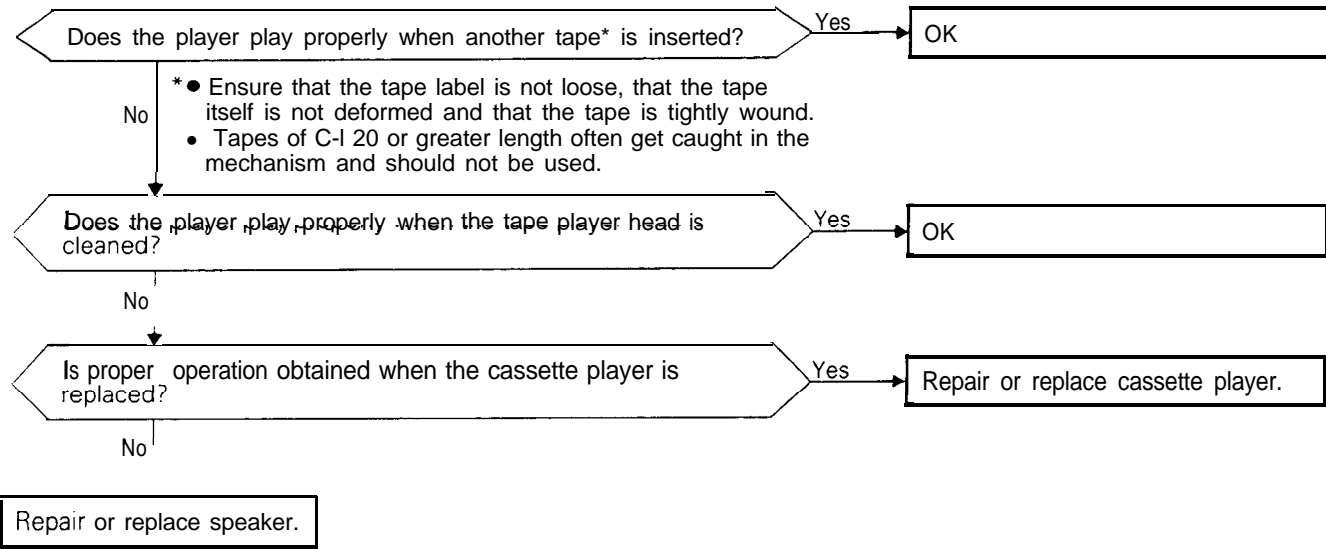 Does the player play properly when another tape* is inserted?
Yes
OK
No
*● Ensure that the tape label is not loose, that the tape
itself is not deformed and that the tape is tightly wound.
● Tapes of C-I 20 or greater length often get caught in the
mechanism and should not be used.
Does the player play properly when the tape player head is
cleaned?
Yes
OK
No
Is proper operation obtained when the cassette player is
replaced?
Yes
Repair or replace cassette player.
No
Repair or replace speaker.